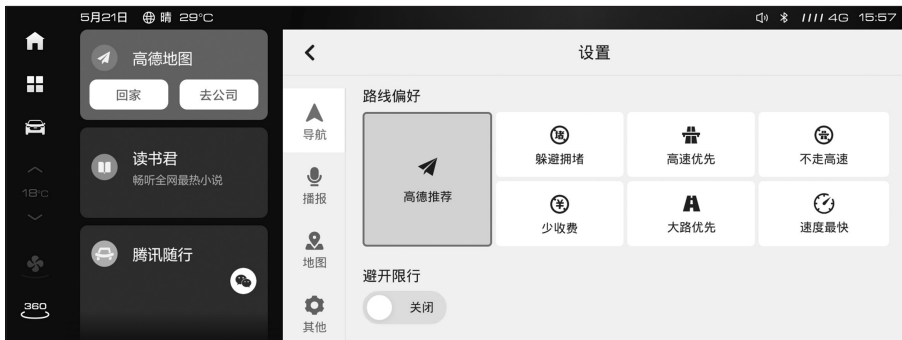 5月21日 晴 29°C
4G 15:57
高德地图
回家 去公司
读书君
畅听全网最热小说
腾讯随行
18°C
360
设置
导航
播报
地图
其他
路线偏好
高德推荐
堵
躲避拥堵
高速优先
不走高速
少收费
大路优先
速度最快
避开限行
关闭